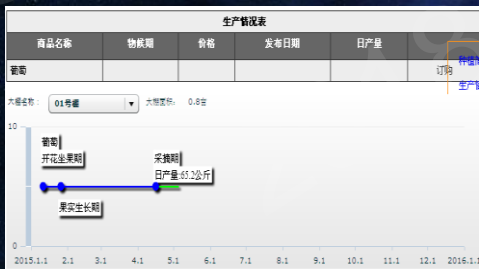 生产情况表
商品名称 物候期 价格 发布日期 日产量
葡萄 订购
生产情
大棚名称： 01号棚 大棚面积： 0.8亩
10
葡萄
开花坐果期 采摘期
日产量:65.2公斤
果实生长期
0
2015.1.1 2.1 3.1 4.1 5.1 6.1 7.1 8.1 9.1 10.1 11.1 12.1 2016.1.1